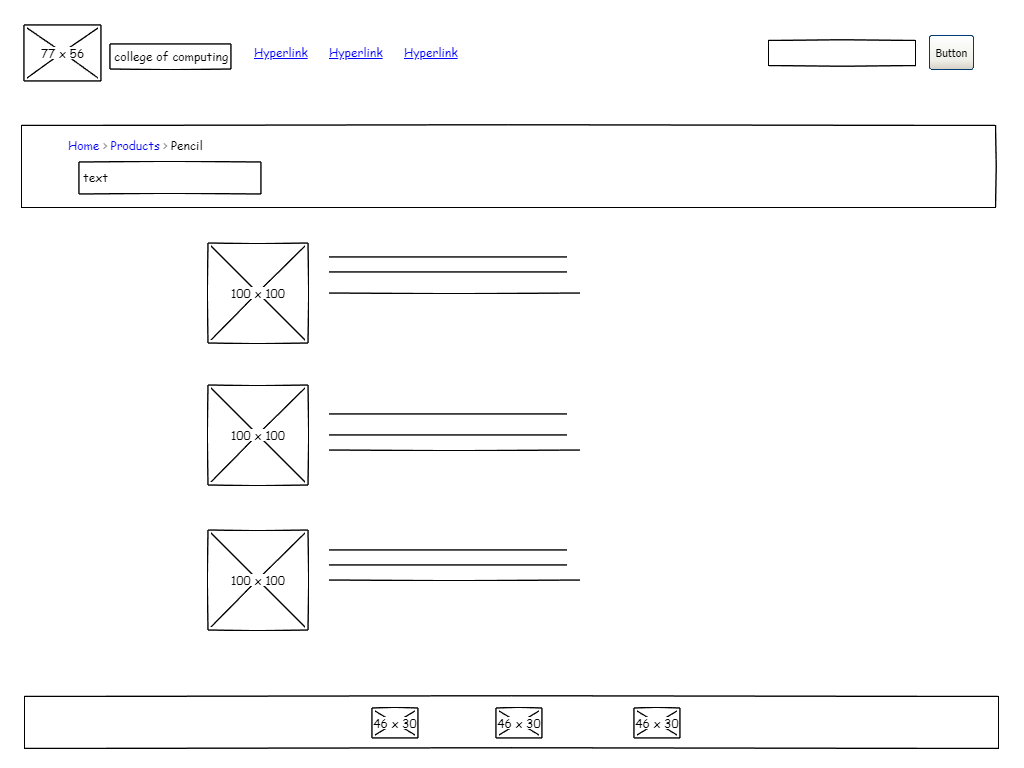 77 x 56
college of computing
Hyperlink Hyperlink Hyperlink
Button
Home > Products > Pencil
text
100 x 100
100 x 100
100 x 100
46 x 30 46 x 30 46 x 30